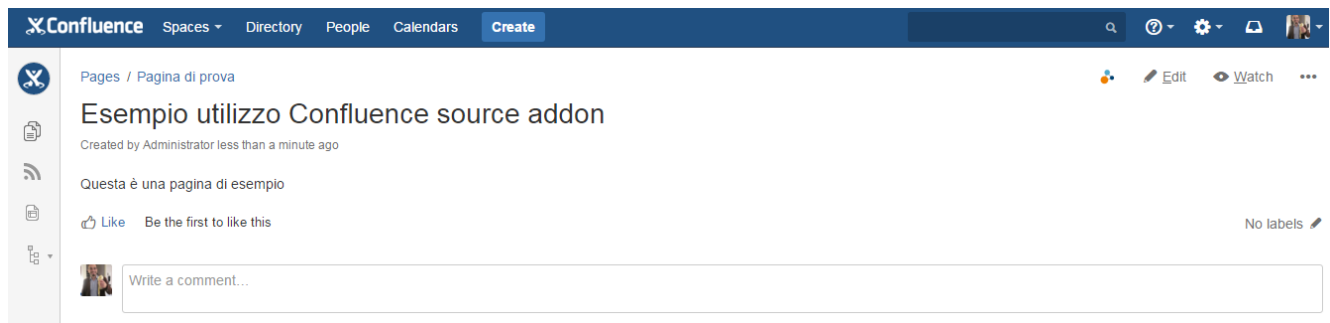 Confluence Spaces Directory People Calendars Create
Pages / Pagina di prova Edit Watch
Esempio utilizzo Confluence source addon
Created by Administrator less than a minute ago
Questa è una pagina di esempio
Like Be the first to like this No labels
Write a comment...